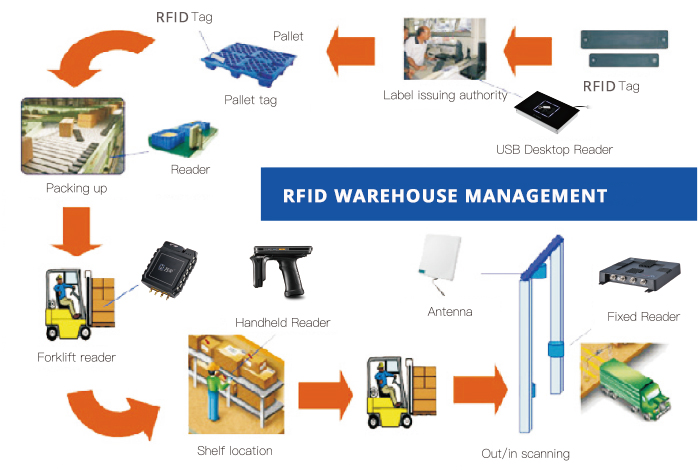 RFID Tag
Pallet
Pallet tag
Label issuing authority
RFID Tag
USB Desktop Reader
Packing up
Reader
RFID WAREHOUSE MANAGEMENT
Forklift reader
Handheld Reader
Antenna
Fixed Reader
Shelf location
Out/in scanning